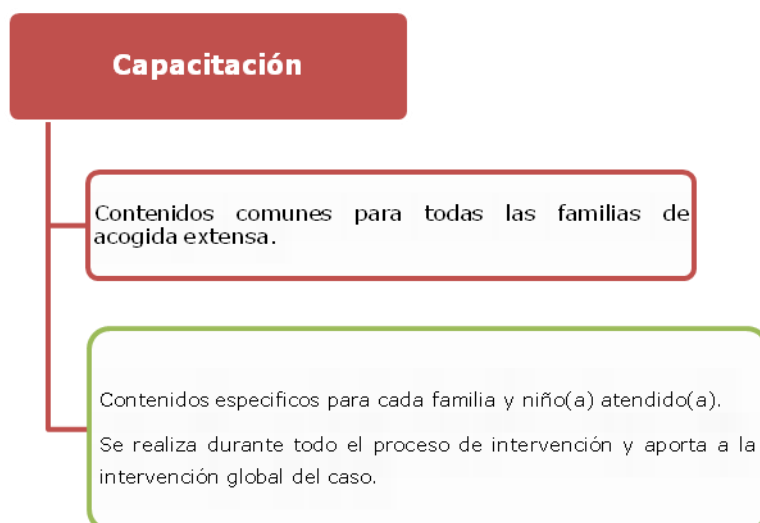 Capacitación
Contenidos comunes para todas las familias de
acogida extensa.
Contenidos especificos para cada familia y niño(a) atendido(a).
Se realiza durante todo el proceso de intervención y aporta a la
intervención global del caso.